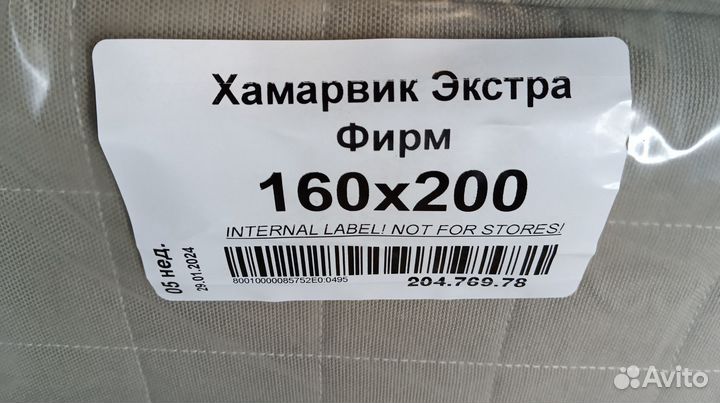 Хамарвик Экстра
Фирм
160x200
INTERNAL LABEL! NOT FOR STORES!
80010000085752E0:0495
204.769.78
05 нед.
29.01.2024
Avito